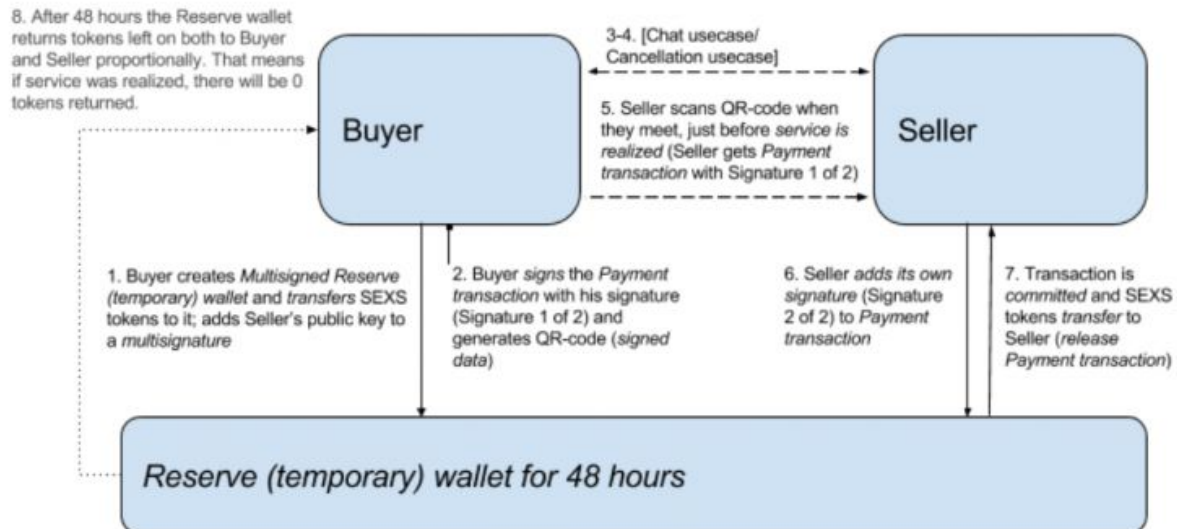 8. After 48 hours the Reserve wallet
returns tokens left on both to Buyer
and Seller proportionally. That means
if service was realized, there will be 0
tokens returned.
Buyer
3-4. [Chat usecase/
Cancellation usecase]
5. Seller scans QR-code when
they meet, just before service is
realized (Seller gets Payment
transaction with Signature 1 of 2)
Seller
1. Buyer creates Multisigned Reserve
(temporary) wallet and transfers SEXS
tokens to it; adds Seller's public key to
a multisignature
2. Buyer signs the Payment
transaction with his signature
(Signature 1 of 2) and
generates QR-code (signed
data)
6. Seller adds its own
signature (Signature
2 of 2) to Payment
transaction
7. Transaction is
committed and SEXS
tokens transfer to
Seller (release
Payment transaction)
Reserve (temporary) wallet for 48 hours